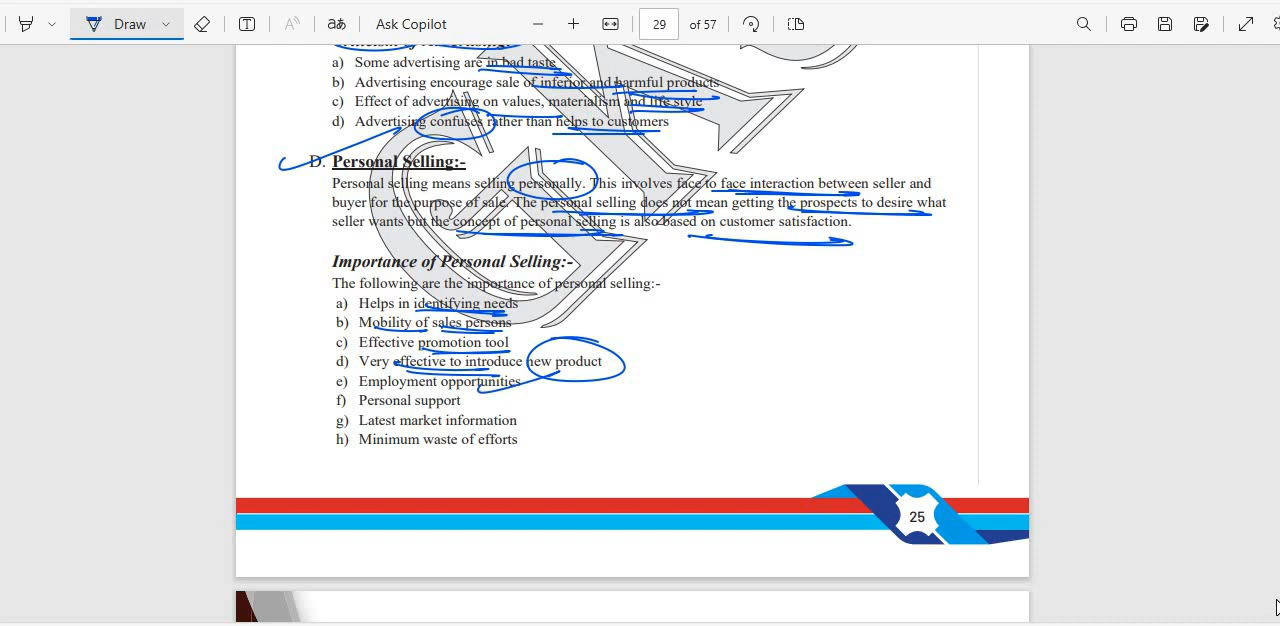 Draw
Ask Copilot
29 of 57
a) Some advertising are in bad taste
b) Advertising encourage sale of inferior and harmful products
c) Effect of advertising on values, materialism and life style
d) Advertising confuses rather than helps to customers
D. Personal Selling:-
Personal selling means selling personally. This involves face to face interaction between seller and
buyer for the purpose of sale. The personal selling does not mean getting the prospects to desire what
seller wants but the concept of personal selling is also based on customer satisfaction.
Importance of Personal Selling:-
The following are the importance of personal selling:-
a) Helps in identifying needs
b) Mobility of sales persons
c) Effective promotion tool
d) Very effective to introduce new product
e) Employment opportunities
f) Personal support
g) Latest market information
h) Minimum waste of efforts
25